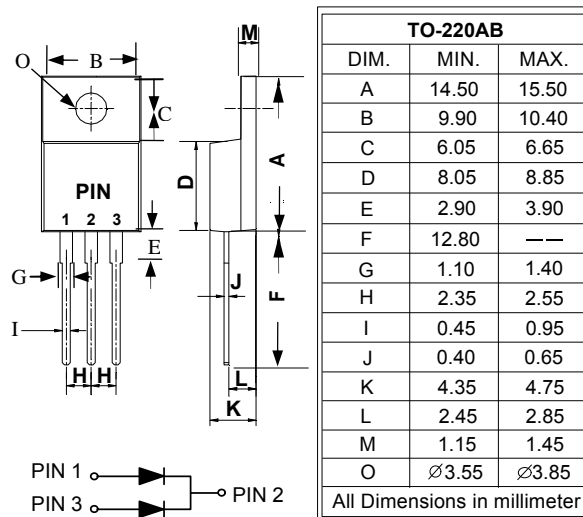 O
B
C
PIN
1 2 3
E
G
I
H H
M
D
A
J
F
L
K
PIN 1
PIN 3
PIN 2
TO-220AB
DIM. MIN. MAX.
A 14.50 15.50
B 9.90 10.40
C 6.05 6.65
D 8.05 8.85
E 2.90 3.90
F 12.80 ——
G 1.10 1.40
H 2.35 2.55
I 0.45 0.95
J 0.40 0.65
K 4.35 4.75
L 2.45 2.85
M 1.15 1.45
O ∅3.55 ∅3.85
All Dimensions in millimeter